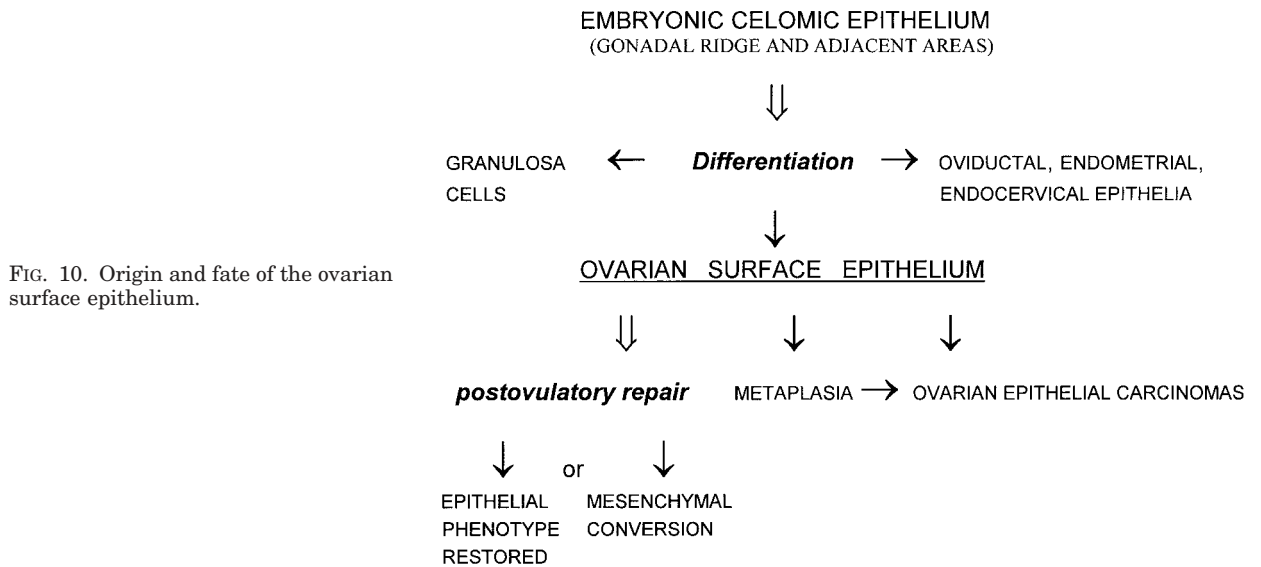 EMBRYONIC CELOMIC EPITHELIUM
(GONADAL RIDGE AND ADJACENT AREAS)
⇓
GRANULOSA ← Differentiation → OVIDUCTAL, ENDOMETRIAL,
CELLS ENDOCERVICAL EPITHELIA
↓
FIG. 10. Origin and fate of the ovarian
surface epithelium.
OVARIAN SURFACE EPITHELIUM
⇓ ↓ ↓
postovulatory repair METAPLASIA → OVARIAN EPITHELIAL CARCINOMAS
↓ or ↓
EPITHELIAL MESENCHYMAL
PHENOTYPE CONVERSION
RESTORED